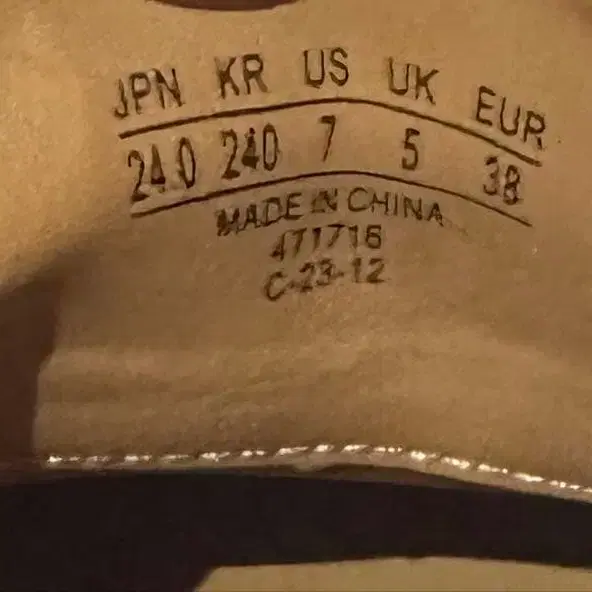 JPN KR US UK EUR
24.0 240 7 5 38
MADE IN CHINA
471716
C-23-12